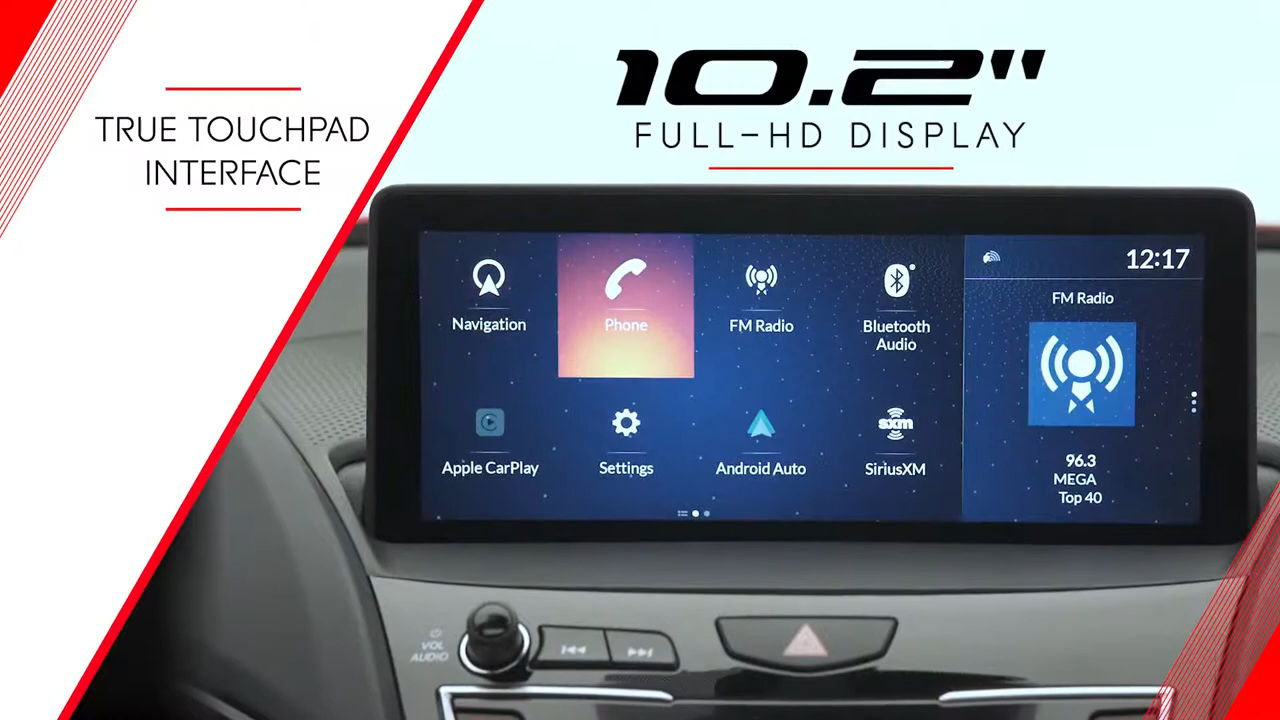 TRUE TOUCHPAD
INTERFACE
10.2"
FULL-HD DISPLAY
Navigation
Phone
FM Radio
Bluetooth
Audio
Apple CarPlay
Settings
Android Auto
sxm
SiriusXM
12:17
FM Radio
96.3
MEGA
Top 40
VOL
AUDIO